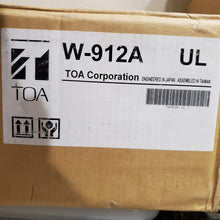 W-912A UL
TOA Corporation ENGINEERED IN JAPAN, ASSEMBLED IN TAIWAN
TOA